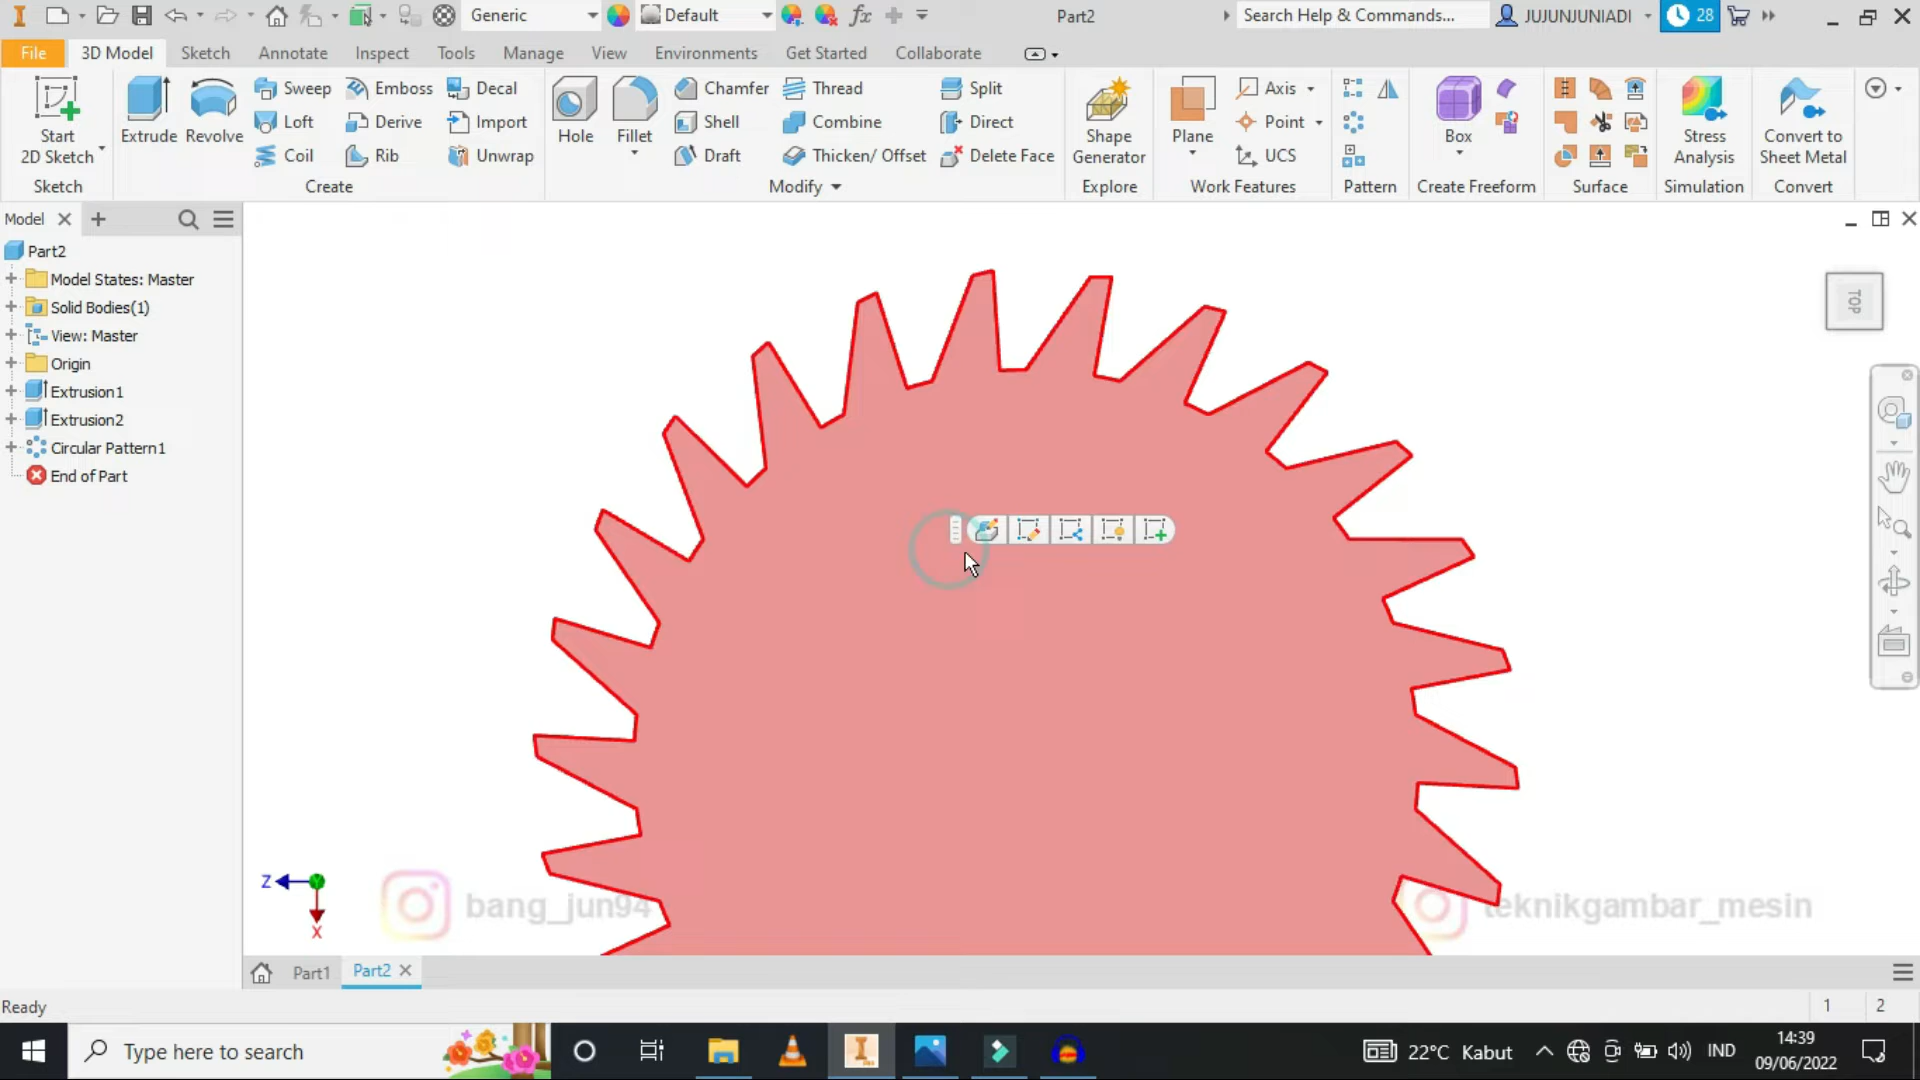 Generic
Default
fx
Part2
Search Help & Commands...
JUJUNJUNIADI
28
File
3D Model
Sketch
Annotate
Inspect
Tools
Manage
View
Environments
Get Started
Collaborate
Start
2D Sketch
Extrude
Revolve
Sweep
Loft
Coil
Emboss
Derive
Rib
Decal
Import
Unwrap
Hole
Fillet
Chamfer
Shell
Draft
Thread
Combine
Thicken/ Offset
Split
Direct
Delete Face
Shape
Generator
Plane
Axis
Point
UCS
Box
Stress
Analysis
Convert to
Sheet Metal
Sketch
Create
Modify
Explore
Work Features
Pattern
Create Freeform
Surface
Simulation
Convert
Model
Part2
Model States: Master
Solid Bodies(1)
View: Master
Origin
Extrusion1
Extrusion2
Circular Pattern1
End of Part
TOP
Z
X
bang_jun94
teknikgambar_mesin
Part1
Part2
Ready
1
2
Type here to search
22°C Kabut
IND
14:39
09/06/2022